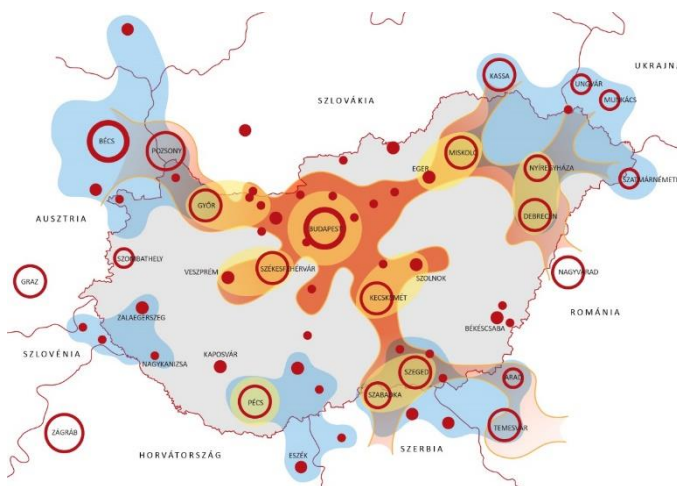 UKRAJNA
KASSA
UNGVÁR
MUNKÁCS
SZLOVÁKIA
BÉCS
POZSONY
MISKOLC
EGER
NYÍREGYHÁZA
SZATMÁRNÉMETI
GYŐR
DEBRECEN
AUSZTRIA
BUDAPEST
SZOMBATHELY
SZÉKESFEHÉRVÁR
VESZPRÉM
SZOLNOK
NAGYVÁRAD
GRAZ
KECSKEMÉT
ROMÁNIA
ZALAEGERSZEG
BÉKÉSCSABA
SZLOVÉNIA
NAGYKANIZSA
KAPOSVÁR
SZEGED
ARAD
SZABADKA
PÉCS
TEMESVÁR
ZÁGRÁB
HORVÁTORSZÁG
ESZÉK
SZERBIA